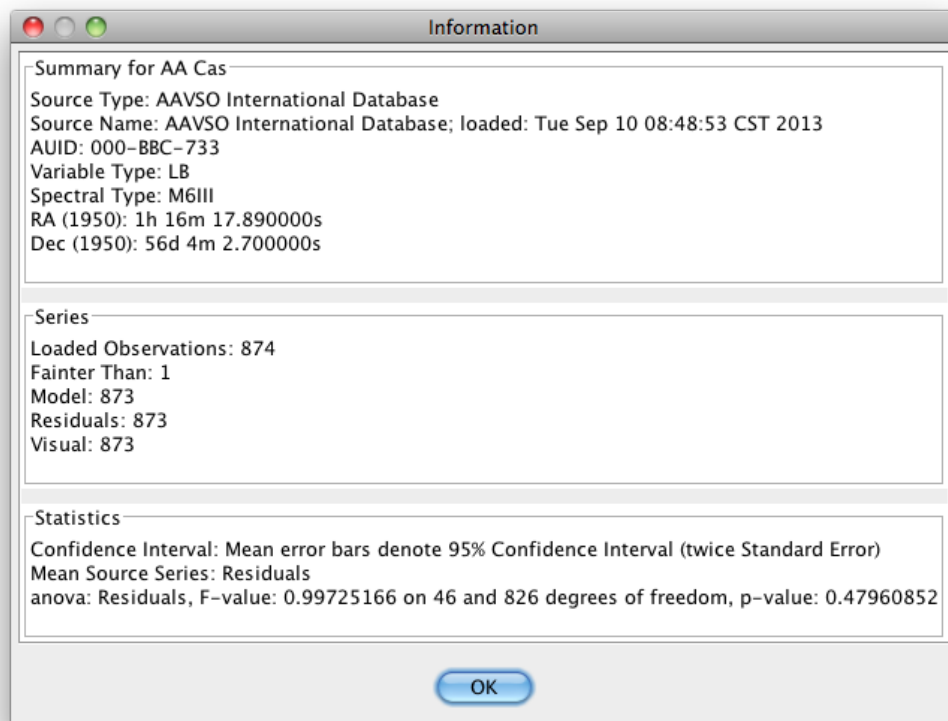 Information
Summary for AA Cas
Source Type: AAVSO International Database
Source Name: AAVSO International Database; loaded: Tue Sep 10 08:48:53 CST 2013
AUID: 000-BBC-733
Variable Type: LB
Spectral Type: M6III
RA (1950): 1h 16m 17.890000s
Dec (1950): 56d 4m 2.700000s
Series
Loaded Observations: 874
Fainter Than: 1
Model: 873
Residuals: 873
Visual: 873
Statistics
Confidence Interval: Mean error bars denote 95% Confidence Interval (twice Standard Error)
Mean Source Series: Residuals
anova: Residuals, F-value: 0.99725166 on 46 and 826 degrees of freedom, p-value: 0.47960852
OK